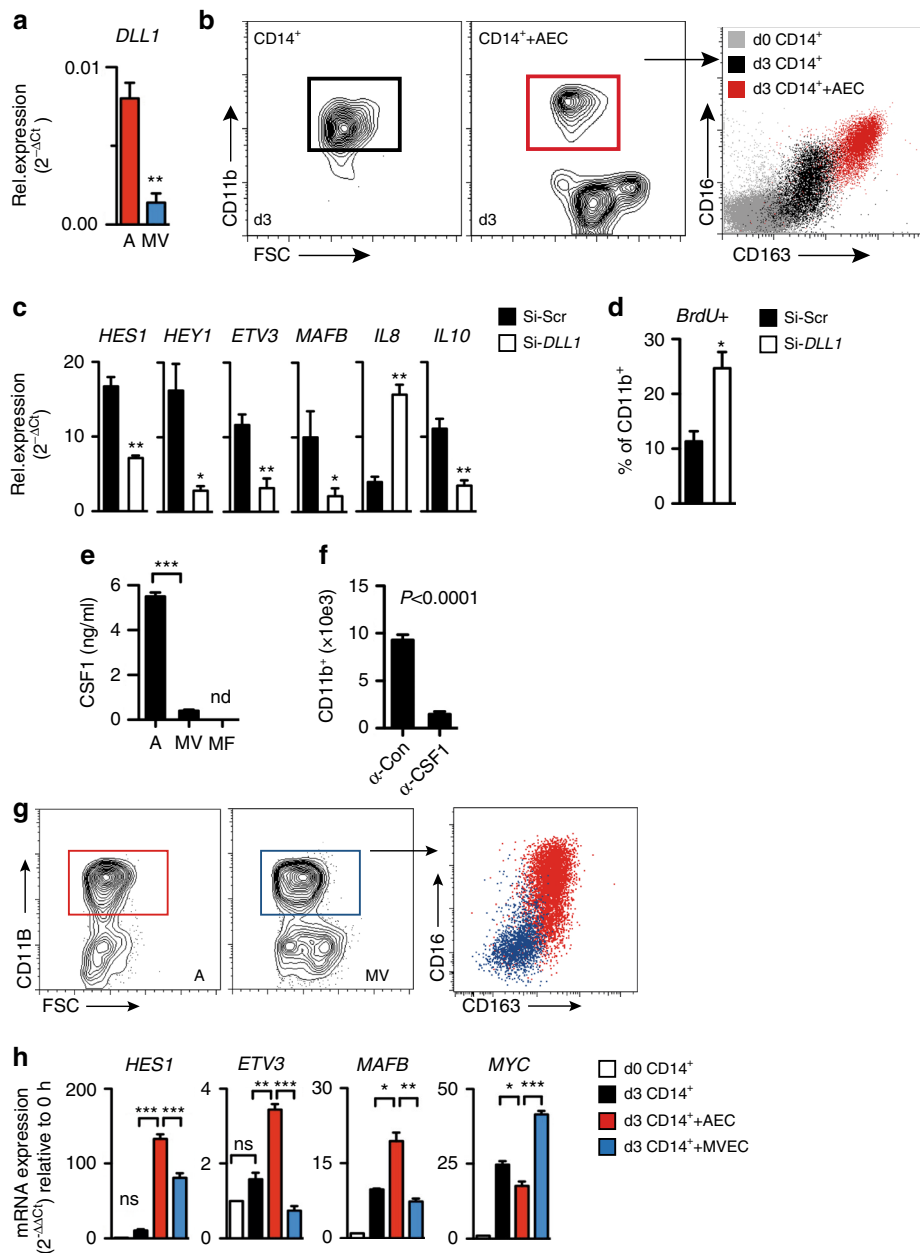 a
DLL1
0.01
0.00
Rel.expression
(2⁻ΔCt)
**
A MV
b
CD14⁺
CD14⁺+AEC
d0 CD14⁺
d3 CD14⁺
d3 CD14⁺+AEC
CD11b
d3
d3
FSC
CD16
CD163
c
Si-Scr
Si-DLL1
HES1 HEY1 ETV3 MAFB IL8 IL10
20
10
0
Rel.expression
(2⁻ΔCt)
** * ** * ** **
d
Si-Scr
Si-DLL1
BrdU+
30
20
10
0
% of CD11b⁺
*
e
***
6
4
2
0
CSF1 (ng/ml)
nd
A MV MF
f
15
10
5
0
P<0.0001
CD11b⁺ (×10e3)
α-Con
α-CSF1
g
CD11B
A
MV
FSC
CD16
CD163
h
HES1 ETV3 MAFB MYC
mRNA expression
(2⁻ΔΔCt) relative to 0 h
200
100
0
ns
*** ***
4
2
0
ns
** ***
30
15
0
* **
50
25
0
* ***
d0 CD14⁺
d3 CD14⁺
d3 CD14⁺+AEC
d3 CD14⁺+MVEC